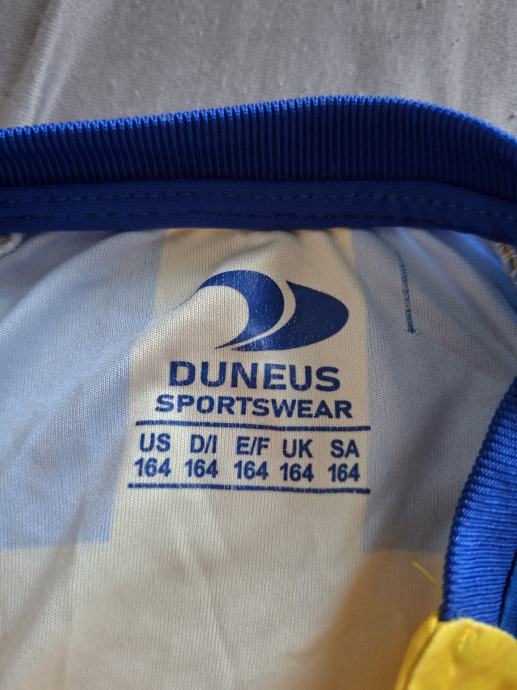 DUNEUS
SPORTSWEAR
US D/I E/F UK SA
164 164 164 164 164